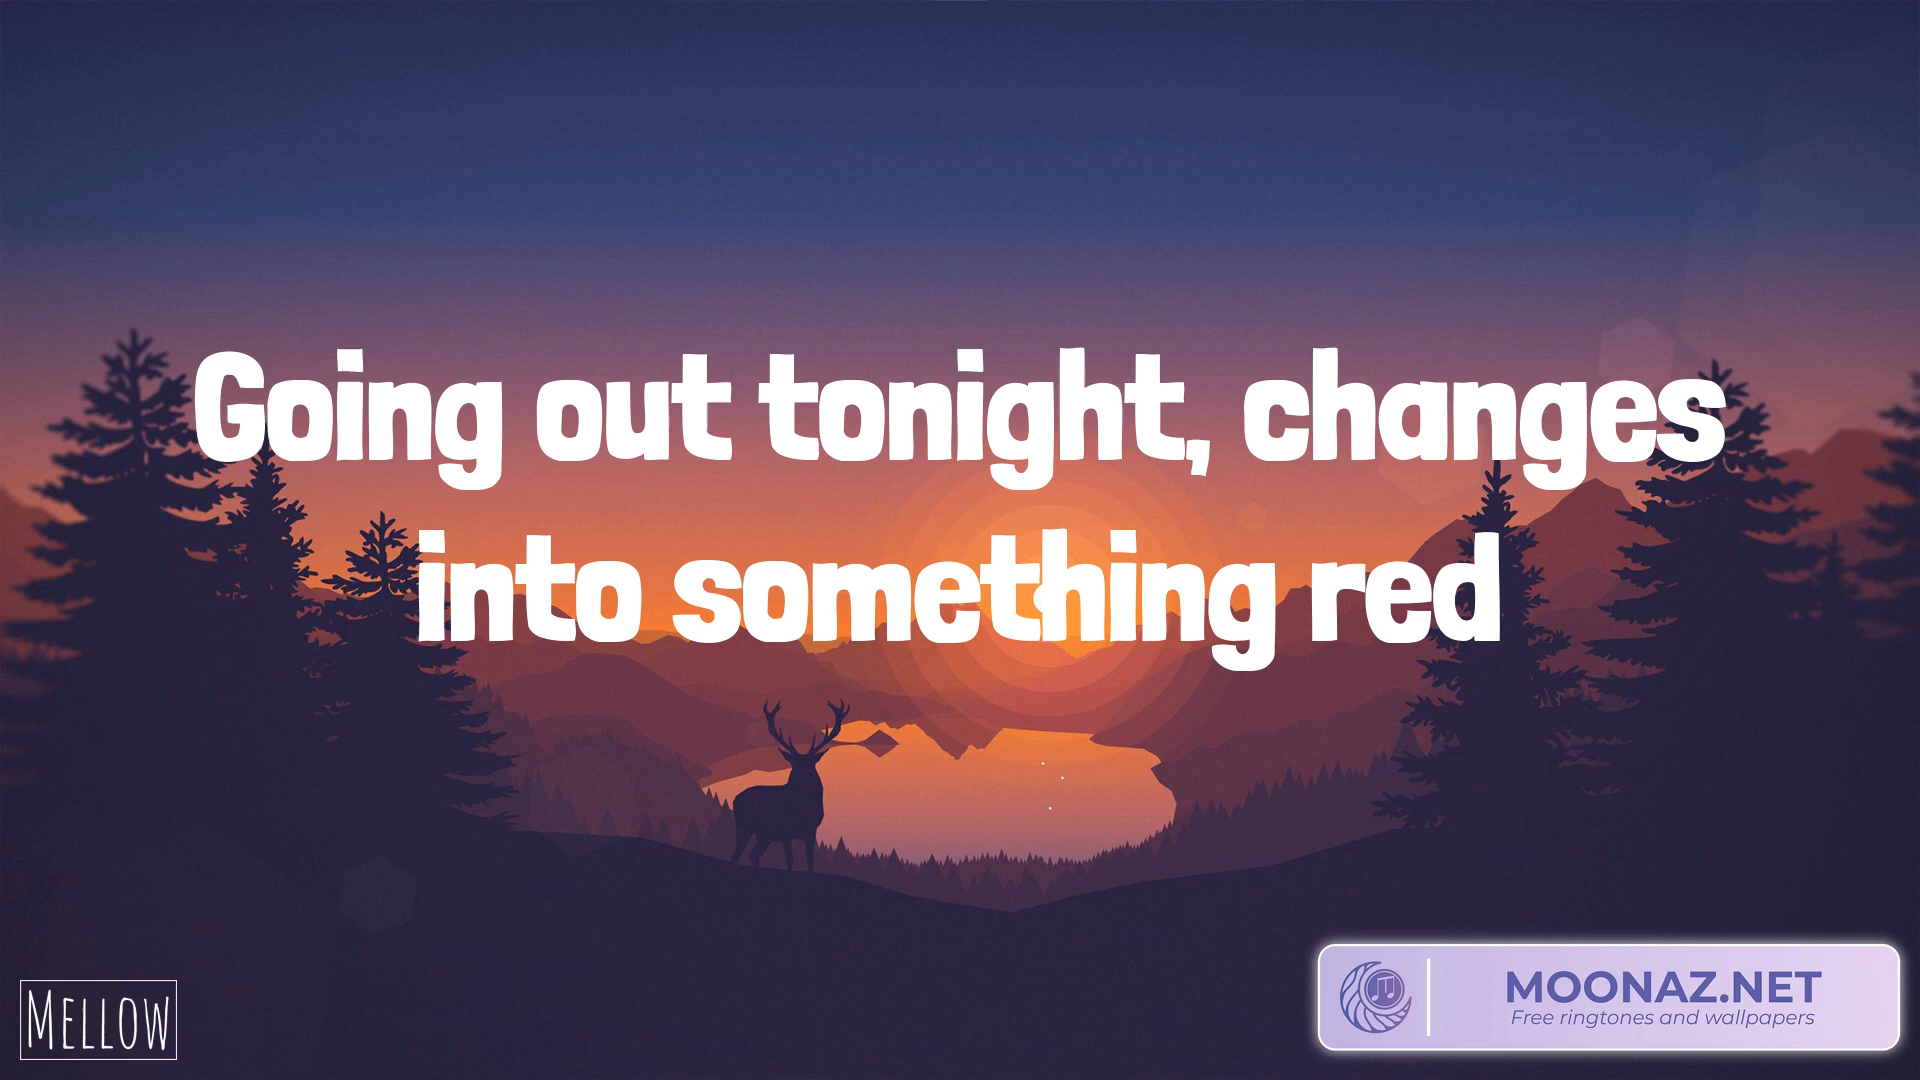 Going out tonight, changes
into something red
MELLOW
MOONAZ.NET
Free ringtones and wallpapers